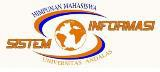 HIMPUNAN MAHASISWA
SISTEM INFORMASI
UNIVERSITAS ANDALAS